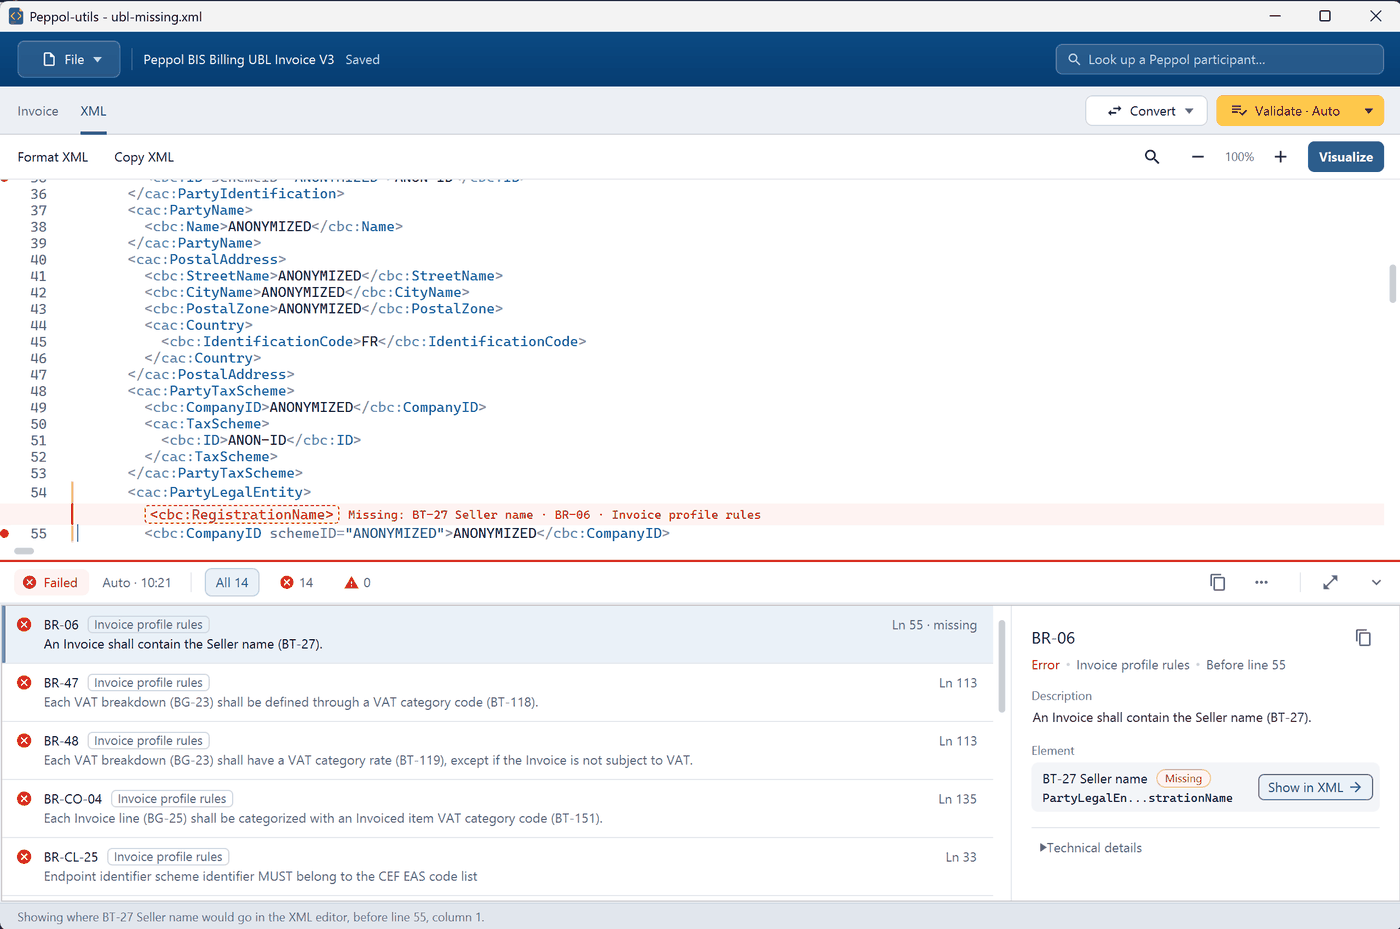 Peppol-utils - ubl-missing.xml
File
Peppol BIS Billing UBL Invoice V3 Saved
Look up a Peppol participant...
Invoice XML
Convert
Validate · Auto
Format XML Copy XML
100%
Visualize
36 </cac:PartyIdentification>
37 <cac:PartyName>
38 <cbc:Name>ANONYMIZED</cbc:Name>
39 </cac:PartyName>
40 <cac:PostalAddress>
41 <cbc:StreetName>ANONYMIZED</cbc:StreetName>
42 <cbc:CityName>ANONYMIZED</cbc:CityName>
43 <cbc:PostalZone>ANONYMIZED</cbc:PostalZone>
44 <cac:Country>
45 <cbc:IdentificationCode>FR</cbc:IdentificationCode>
46 </cac:Country>
47 </cac:PostalAddress>
48 <cac:PartyTaxScheme>
49 <cbc:CompanyID>ANONYMIZED</cbc:CompanyID>
50 <cac:TaxScheme>
51 <cbc:ID>ANON-ID</cbc:ID>
52 </cac:TaxScheme>
53 </cac:PartyTaxScheme>
54 <cac:PartyLegalEntity>
<cbc:RegistrationName> Missing: BT-27 Seller name · BR-06 · Invoice profile rules
55 <cbc:CompanyID schemeID="ANONYMIZED">ANONYMIZED</cbc:CompanyID>
Failed Auto · 10:21 All 14 14 0
BR-06 Invoice profile rules Ln 55 · missing
An Invoice shall contain the Seller name (BT-27).
BR-47 Invoice profile rules Ln 113
Each VAT breakdown (BG-23) shall be defined through a VAT category code (BT-118).
BR-48 Invoice profile rules Ln 113
Each VAT breakdown (BG-23) shall have a VAT category rate (BT-119), except if the Invoice is not subject to VAT.
BR-CO-04 Invoice profile rules Ln 135
Each Invoice line (BG-25) shall be categorized with an Invoiced item VAT category code (BT-151).
BR-CL-25 Invoice profile rules Ln 33
Endpoint identifier scheme identifier MUST belong to the CEF EAS code list
BR-06
Error • Invoice profile rules • Before line 55
Description
An Invoice shall contain the Seller name (BT-27).
Element
BT-27 Seller name Missing
PartyLegalEn...strationName
Show in XML
Technical details
Showing where BT-27 Seller name would go in the XML editor, before line 55, column 1.